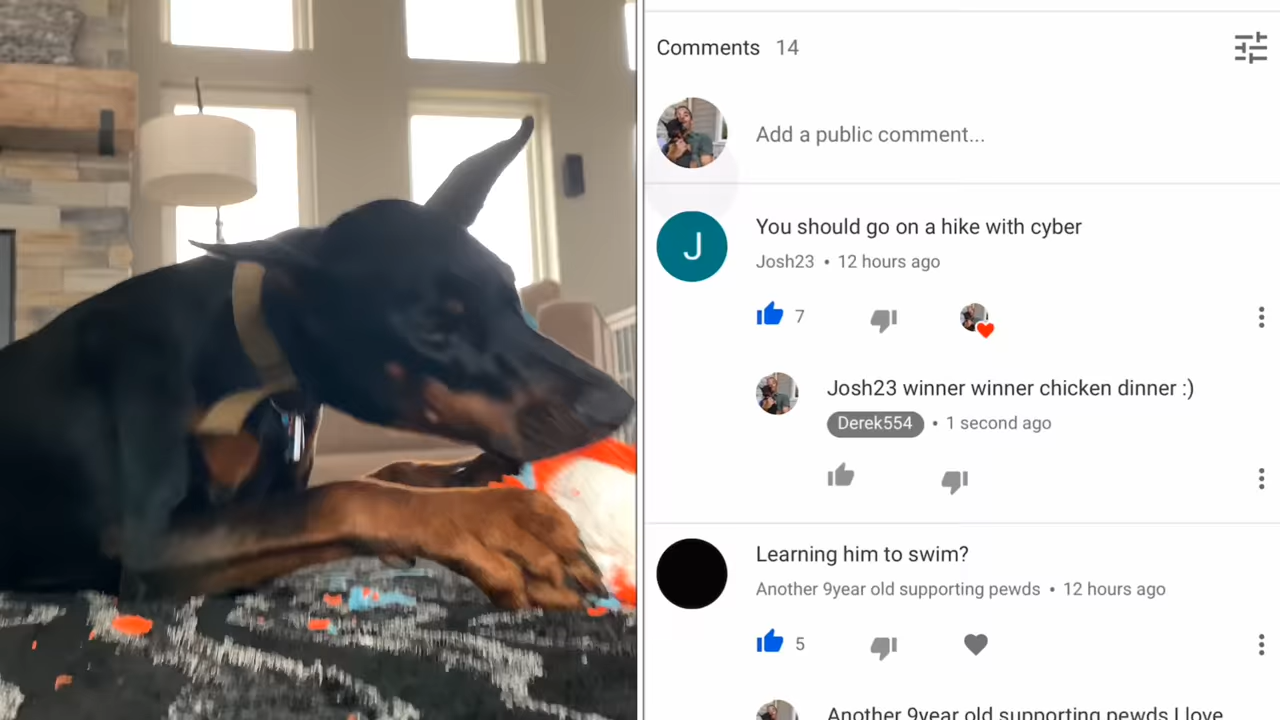 Comments 14
Add a public comment...
J
You should go on a hike with cyber
Josh23 • 12 hours ago
7
Josh23 winner winner chicken dinner :)
Derek554 • 1 second ago
Learning him to swim?
Another 9year old supporting pewds • 12 hours ago
5
Another 9year old supporting pewds I love